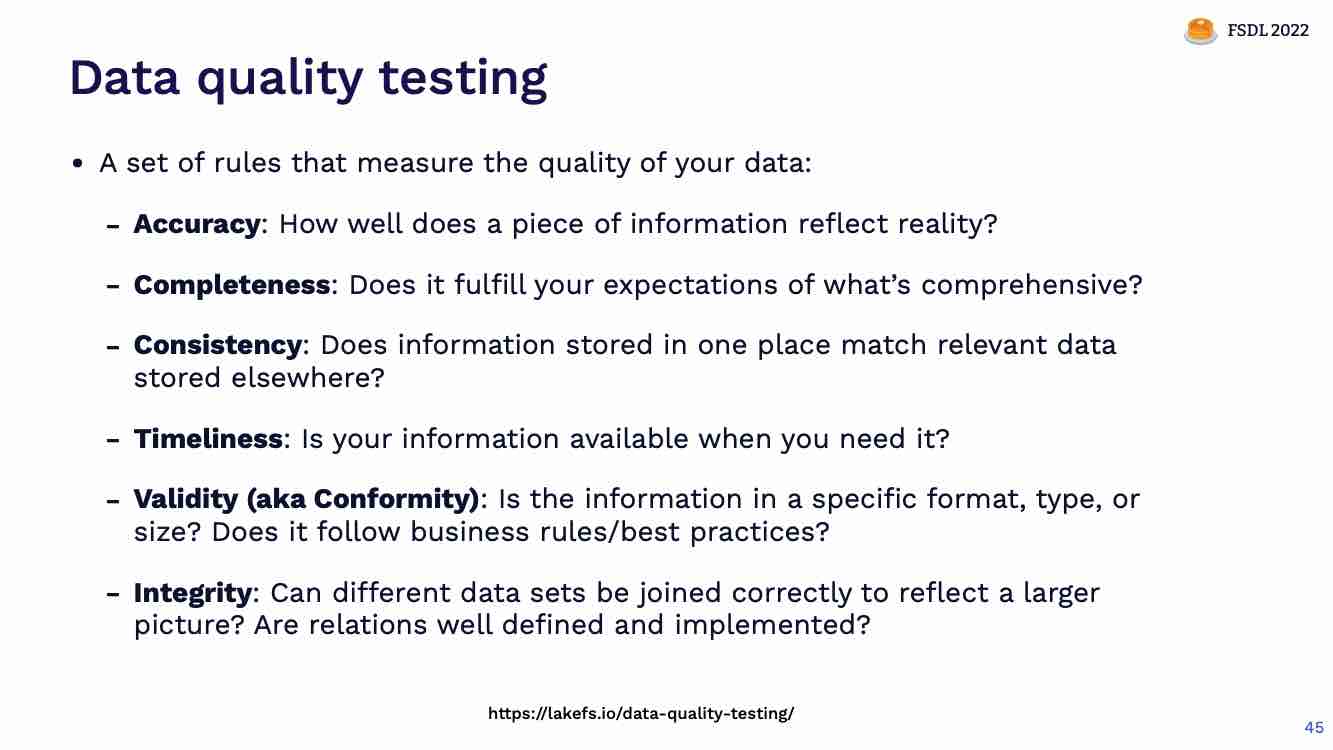 FSDL 2022
Data quality testing
• A set of rules that measure the quality of your data:
– Accuracy: How well does a piece of information reflect reality?
– Completeness: Does it fulfill your expectations of what’s comprehensive?
– Consistency: Does information stored in one place match relevant data
stored elsewhere?
– Timeliness: Is your information available when you need it?
– Validity (aka Conformity): Is the information in a specific format, type, or
size? Does it follow business rules/best practices?
– Integrity: Can different data sets be joined correctly to reflect a larger
picture? Are relations well defined and implemented?
https://lakefs.io/data-quality-testing/
45